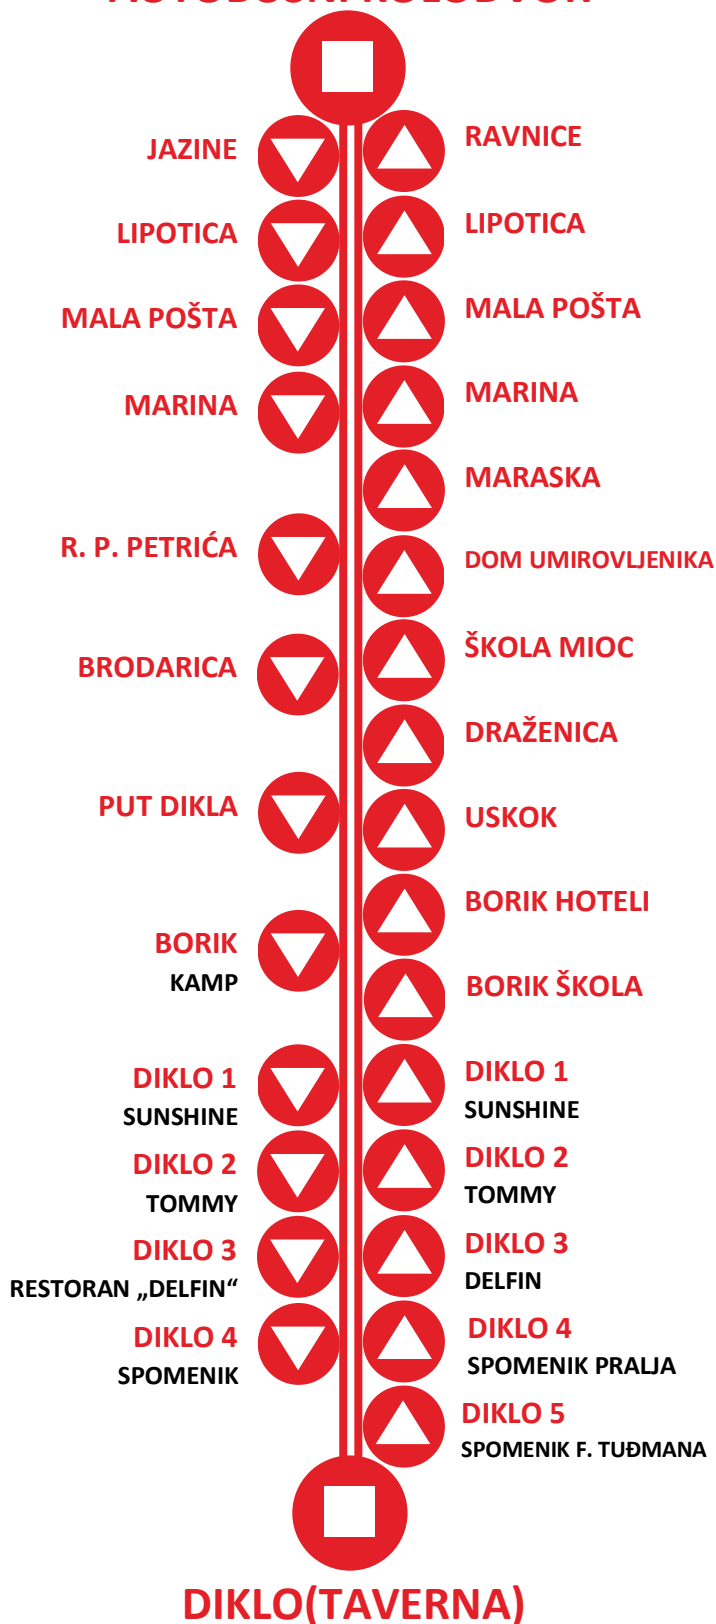 JAZINE
LIPOTICA
MALA POŠTA
MARINA
R. P. PETRIĆA
BRODARICA
PUT DIKLA
BORIK
KAMP
DIKLO 1
SUNSHINE
DIKLO 2
TOMMY
DIKLO 3
RESTORAN „DELFIN“
DIKLO 4
SPOMENIK
RAVNICE
LIPOTICA
MALA POŠTA
MARINA
MARASKA
DOM UMIROVLJENIKA
ŠKOLA MIOC
DRAŽENICA
USKOK
BORIK HOTELI
BORIK ŠKOLA
DIKLO 1
SUNSHINE
DIKLO 2
TOMMY
DIKLO 3
DELFIN
DIKLO 4
SPOMENIK PRALJA
DIKLO 5
SPOMENIK F. TUĐMANA
DIKLO(TAVERNA)